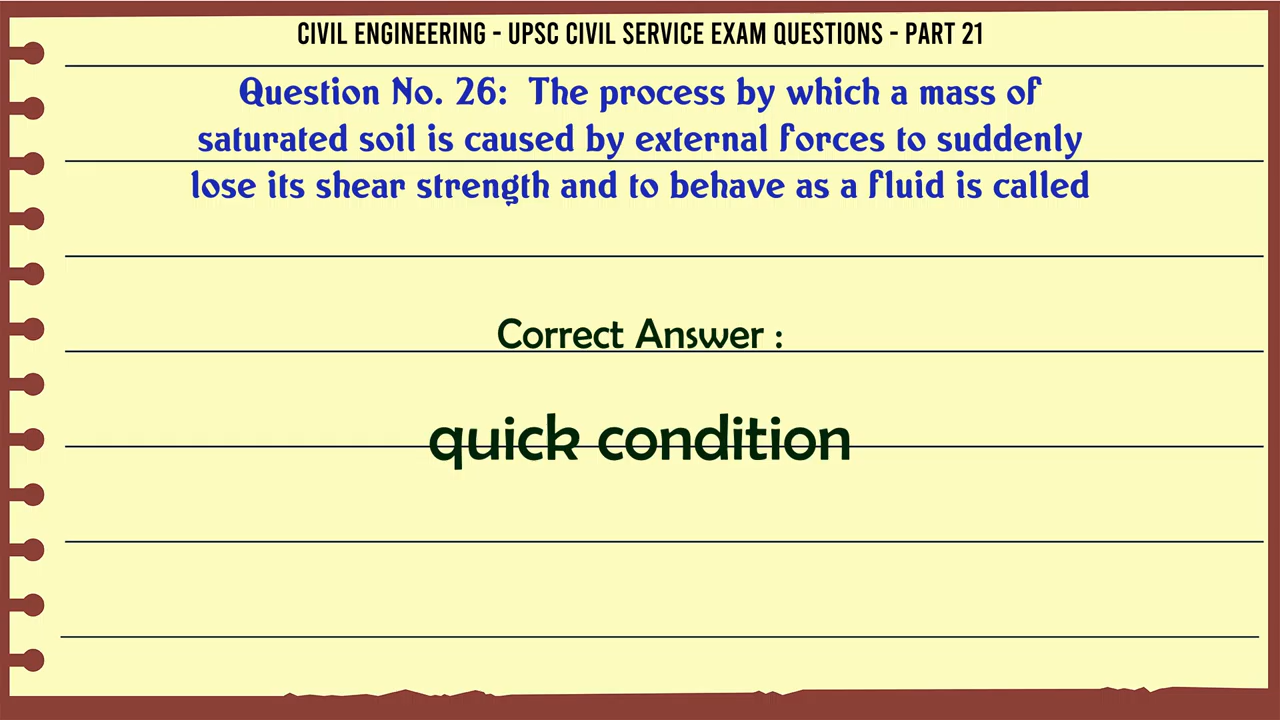 CIVIL ENGINEERING - UPSC CIVIL SERVICE EXAM QUESTIONS - PART 21
Question No. 26: The process by which a mass of
saturated soil is caused by external forces to suddenly
lose its shear strength and to behave as a fluid is called
Correct Answer :
quick condition